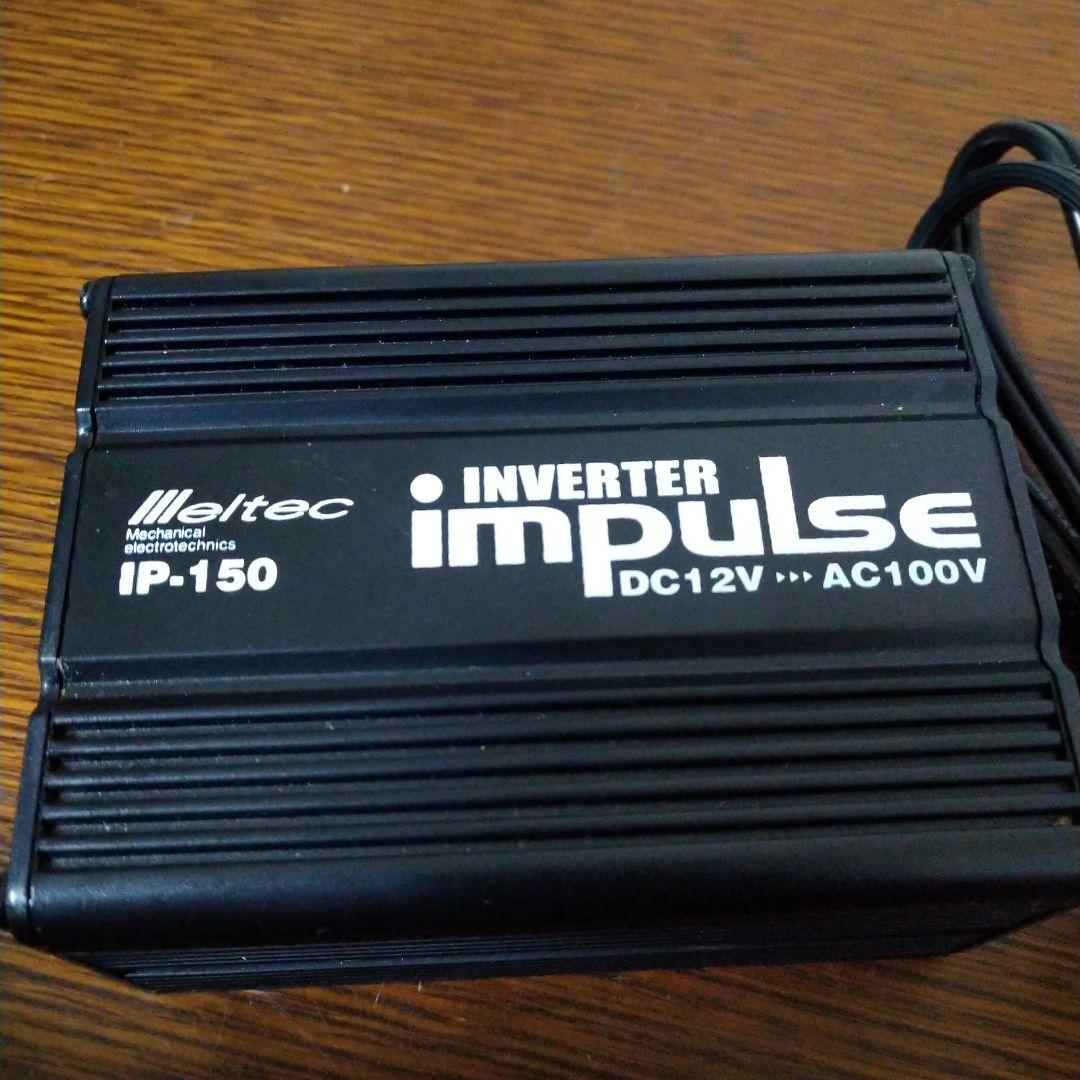 Meltec
Mechanical
electrotechnics
IP-150
INVERTER
impulse
DC12V ▸▸▸ AC100V